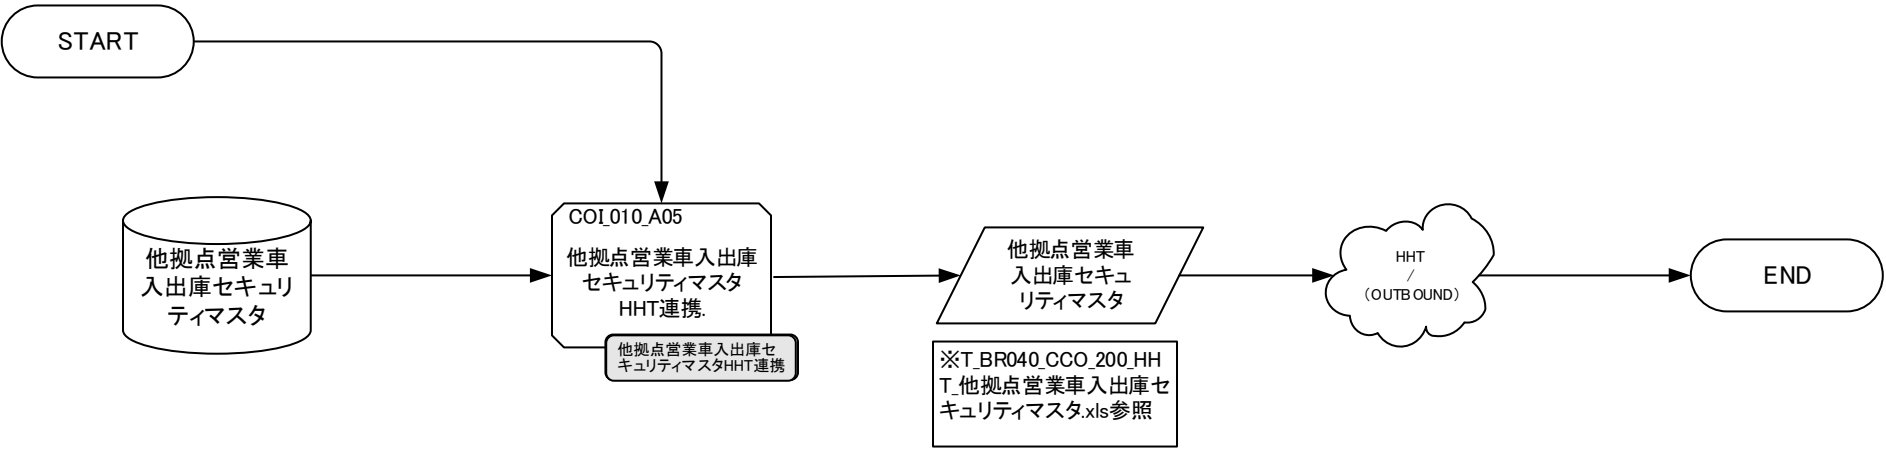 START
他拠点営業車
入出庫セキュリ
ティマスタ
COI_010_A05
他拠点営業車入出庫
セキュリティマスタ
HHT連携.
他拠点営業車入出庫セ
キュリティマスタHHT連携
他拠点営業車
入出庫セキュ
リティマスタ
※T_BR040_CCO_200_HH
T_他拠点営業車入出庫セ
キュリティマスタ.xls参照
HHT
/
（OUTBOUND）
END